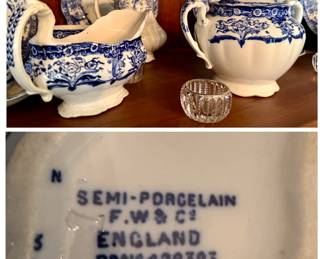 N
SEMI-PORCELAIN
F.W & Cº
S ENGLAND